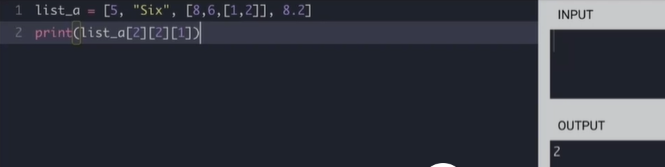 1 list_a = [5, "Six", [8,6,[1,2]], 8.2]
2 print(list_a[2][2][1])
INPUT
OUTPUT
2